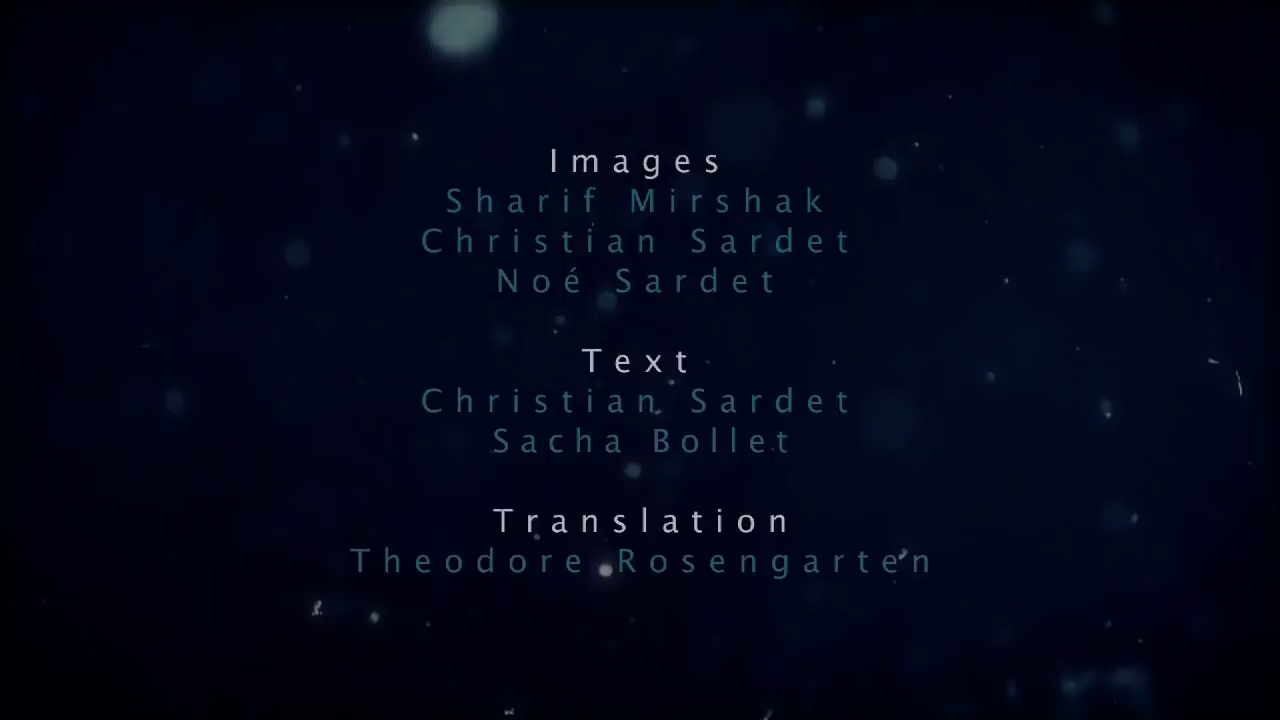 Images
Sharif Mirshak
Christian Sardet
Noé Sardet
Text
Christian Sardet
Sacha Bollet
Translation
Theodore Rosengarten